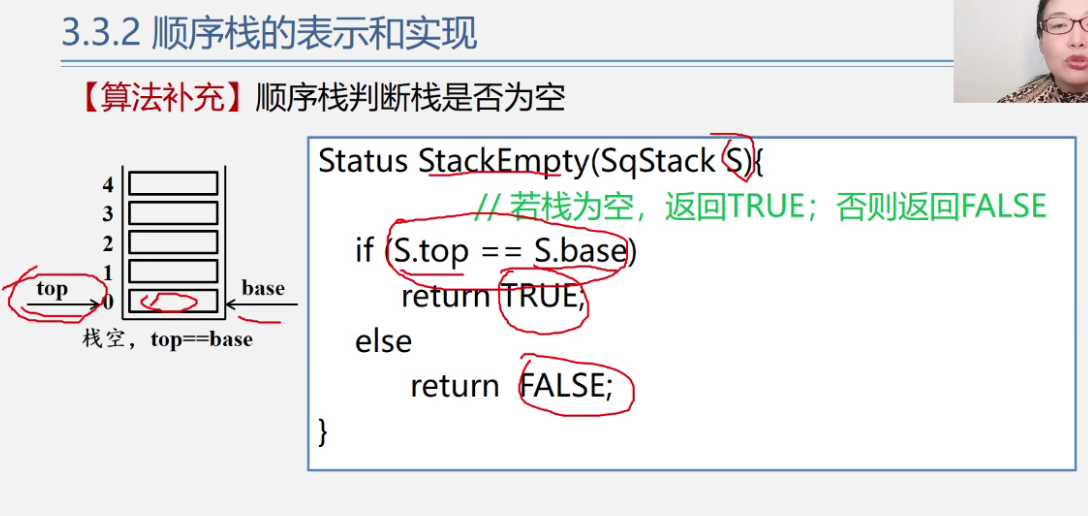 3.3.2 顺序栈的表示和实现
【算法补充】顺序栈判断栈是否为空
4
3
2
1
top
0
base
栈空，top==base
Status StackEmpty(SqStack S){
// 若栈为空，返回TRUE；否则返回FALSE
if (S.top == S.base)
return TRUE;
else
return FALSE;
}